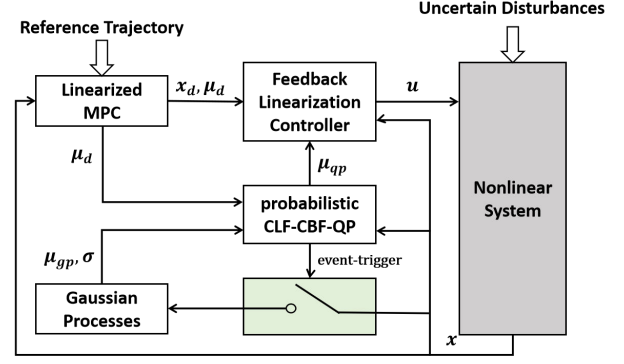 Uncertain Disturbances
Reference Trajectory
Linearized
MPC
x_d, μ_d
Feedback
Linearization
Controller
u
μ_d
μ_qp
probabilistic
CLF-CBF-QP
Nonlinear
System
μ_gp, σ
event-trigger
Gaussian
Processes
x